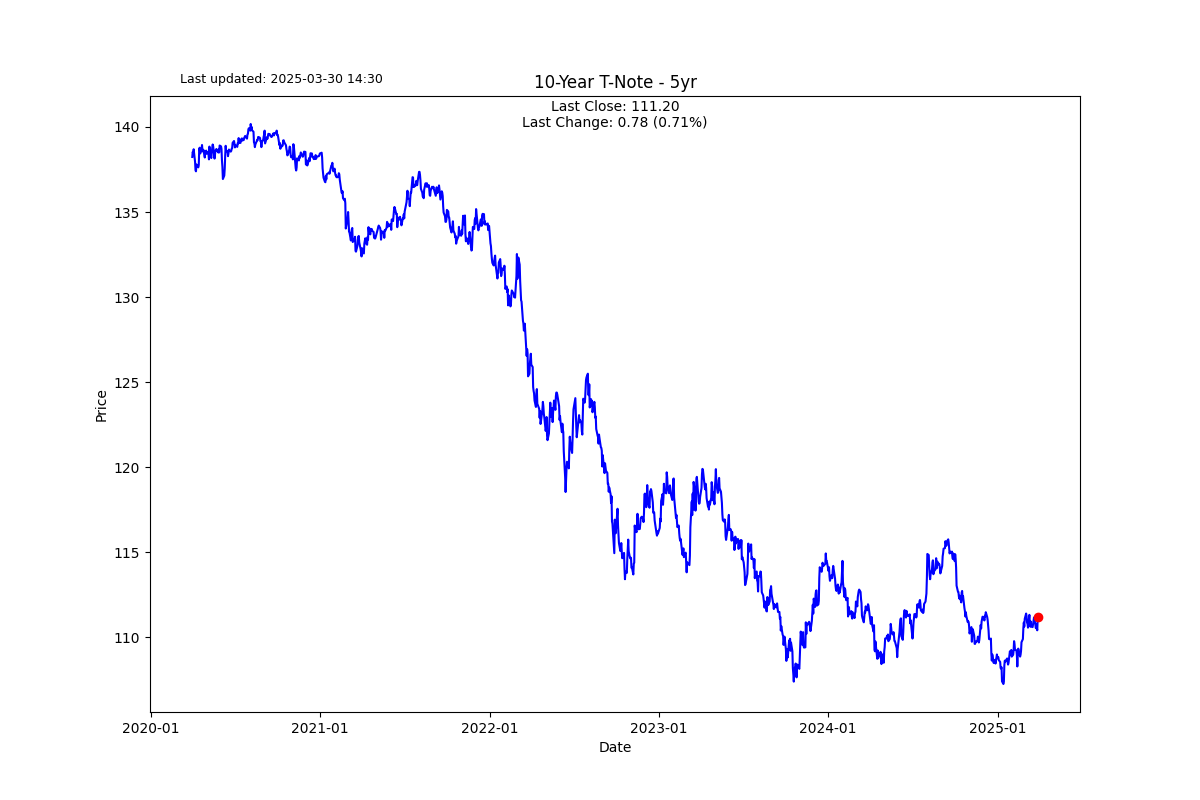 Last updated: 2025-03-30 14:30
10-Year T-Note - 5yr
Last Close: 111.20
Last Change: 0.78 (0.71%)
Price
140
135
130
125
120
115
110
2020-01
2021-01
2022-01
2023-01
2024-01
2025-01
Date